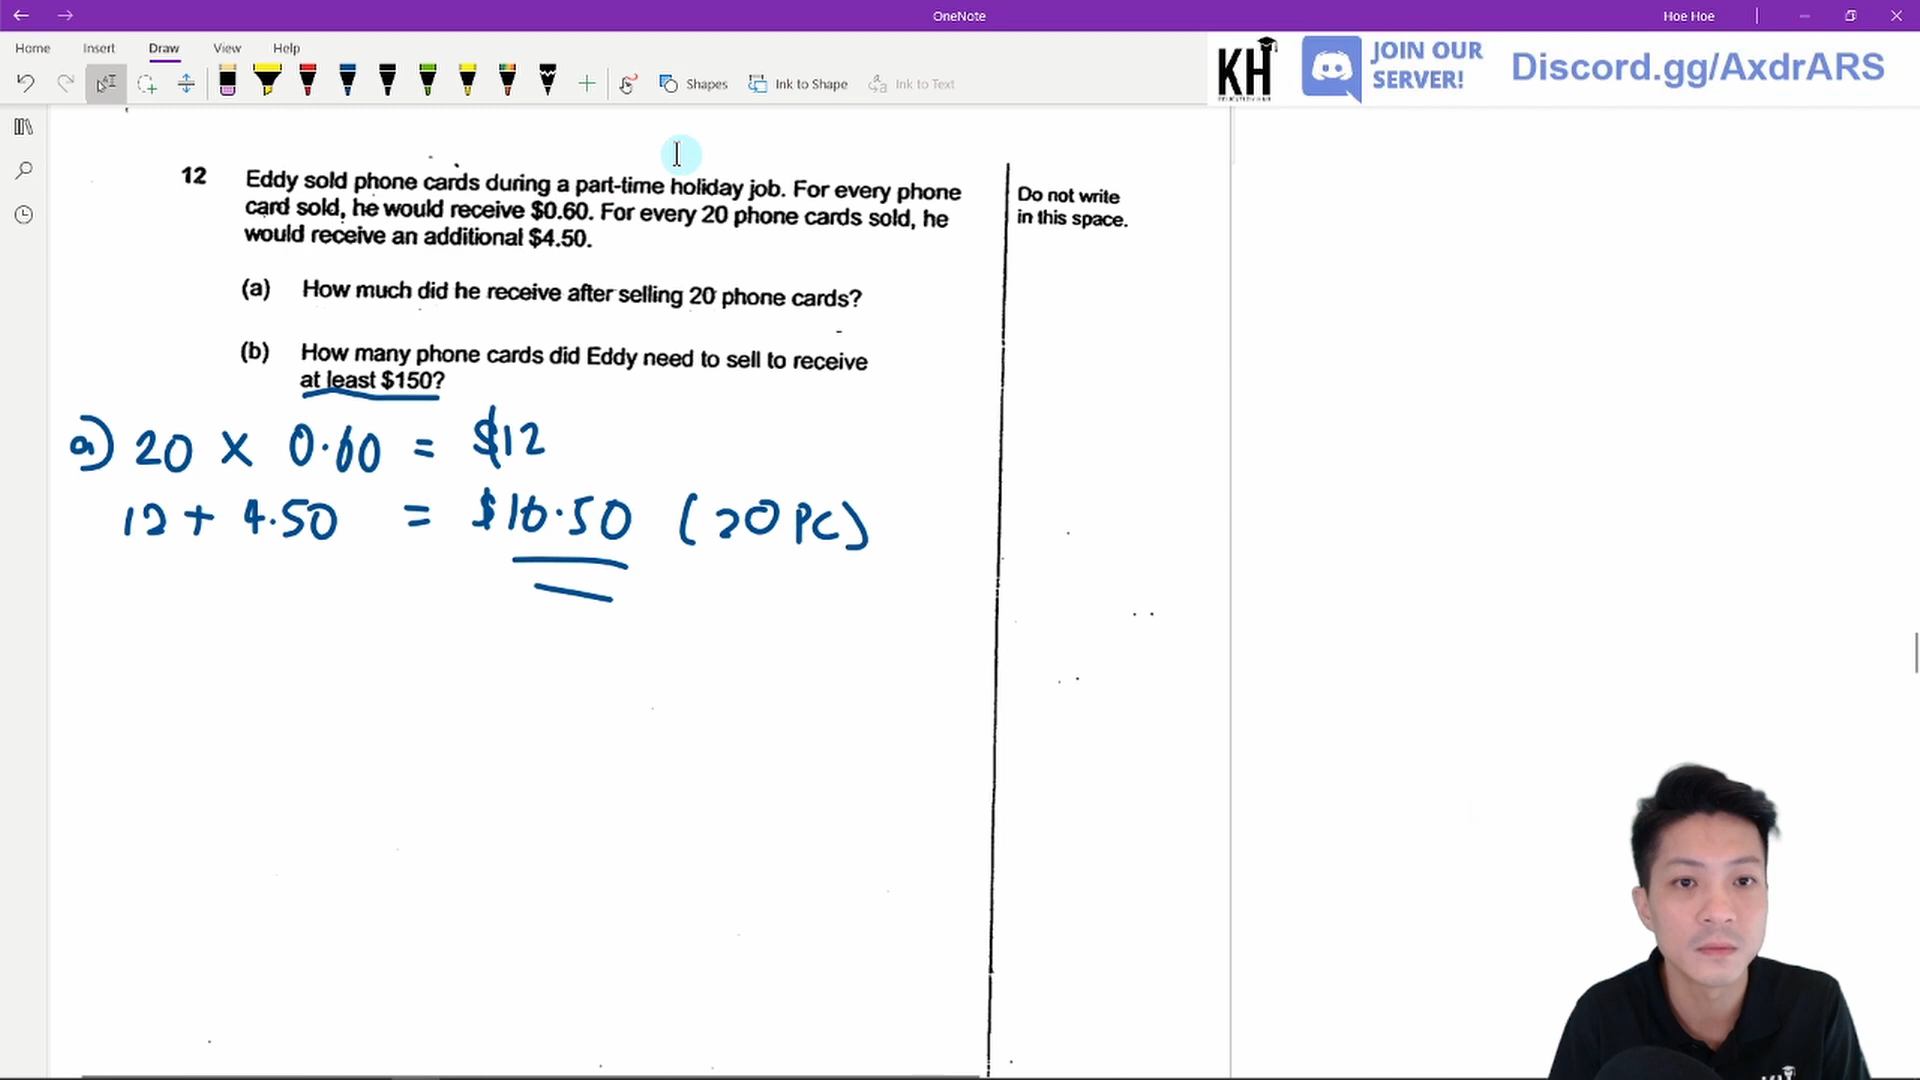 OneNote
Hoe Hoe
Home Insert Draw View Help
Shapes Ink to Shape Ink to Text
KH
JOIN OUR
SERVER!
Discord.gg/AxdrARS
12 Eddy sold phone cards during a part-time holiday job. For every phone
card sold, he would receive $0.60. For every 20 phone cards sold, he
would receive an additional $4.50.
Do not write
in this space.
(a) How much did he receive after selling 20 phone cards?
(b) How many phone cards did Eddy need to sell to receive
at least $150?
a) 20 × 0.60 = $12
12 + 4.50 = $16.50 (20 PC)